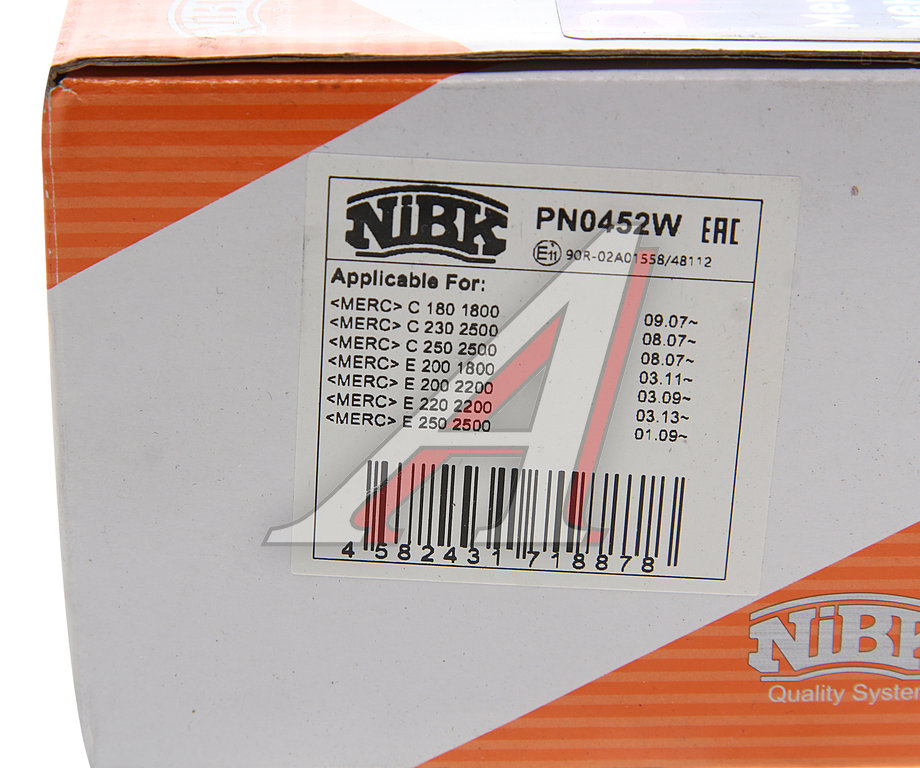 NiBK
PN0452W EAC
E11 90R-02A01558/48112
Applicable For:
<MERC> C 180 1800 09.07~
<MERC> C 230 2500 08.07~
<MERC> C 250 2500 08.07~
<MERC> E 200 1800 03.11~
<MERC> E 200 2200 03.09~
<MERC> E 220 2200 03.13~
<MERC> E 250 2500 01.09~
4 582431 718878
NiBK
Quality System